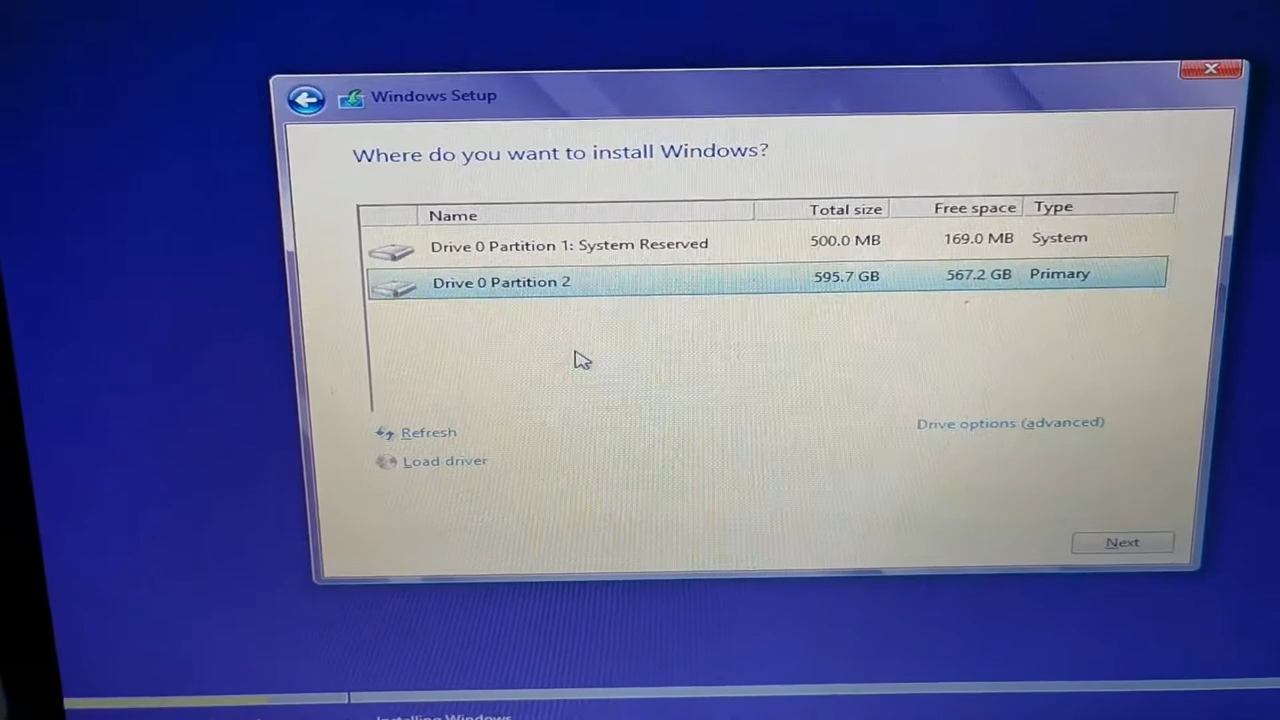 Windows Setup
Where do you want to install Windows?
Name Total size Free space Type
Drive 0 Partition 1: System Reserved 500.0 MB 169.0 MB System
Drive 0 Partition 2 595.7 GB 567.2 GB Primary
Refresh Drive options (advanced)
Load driver
Next
Installing Windows